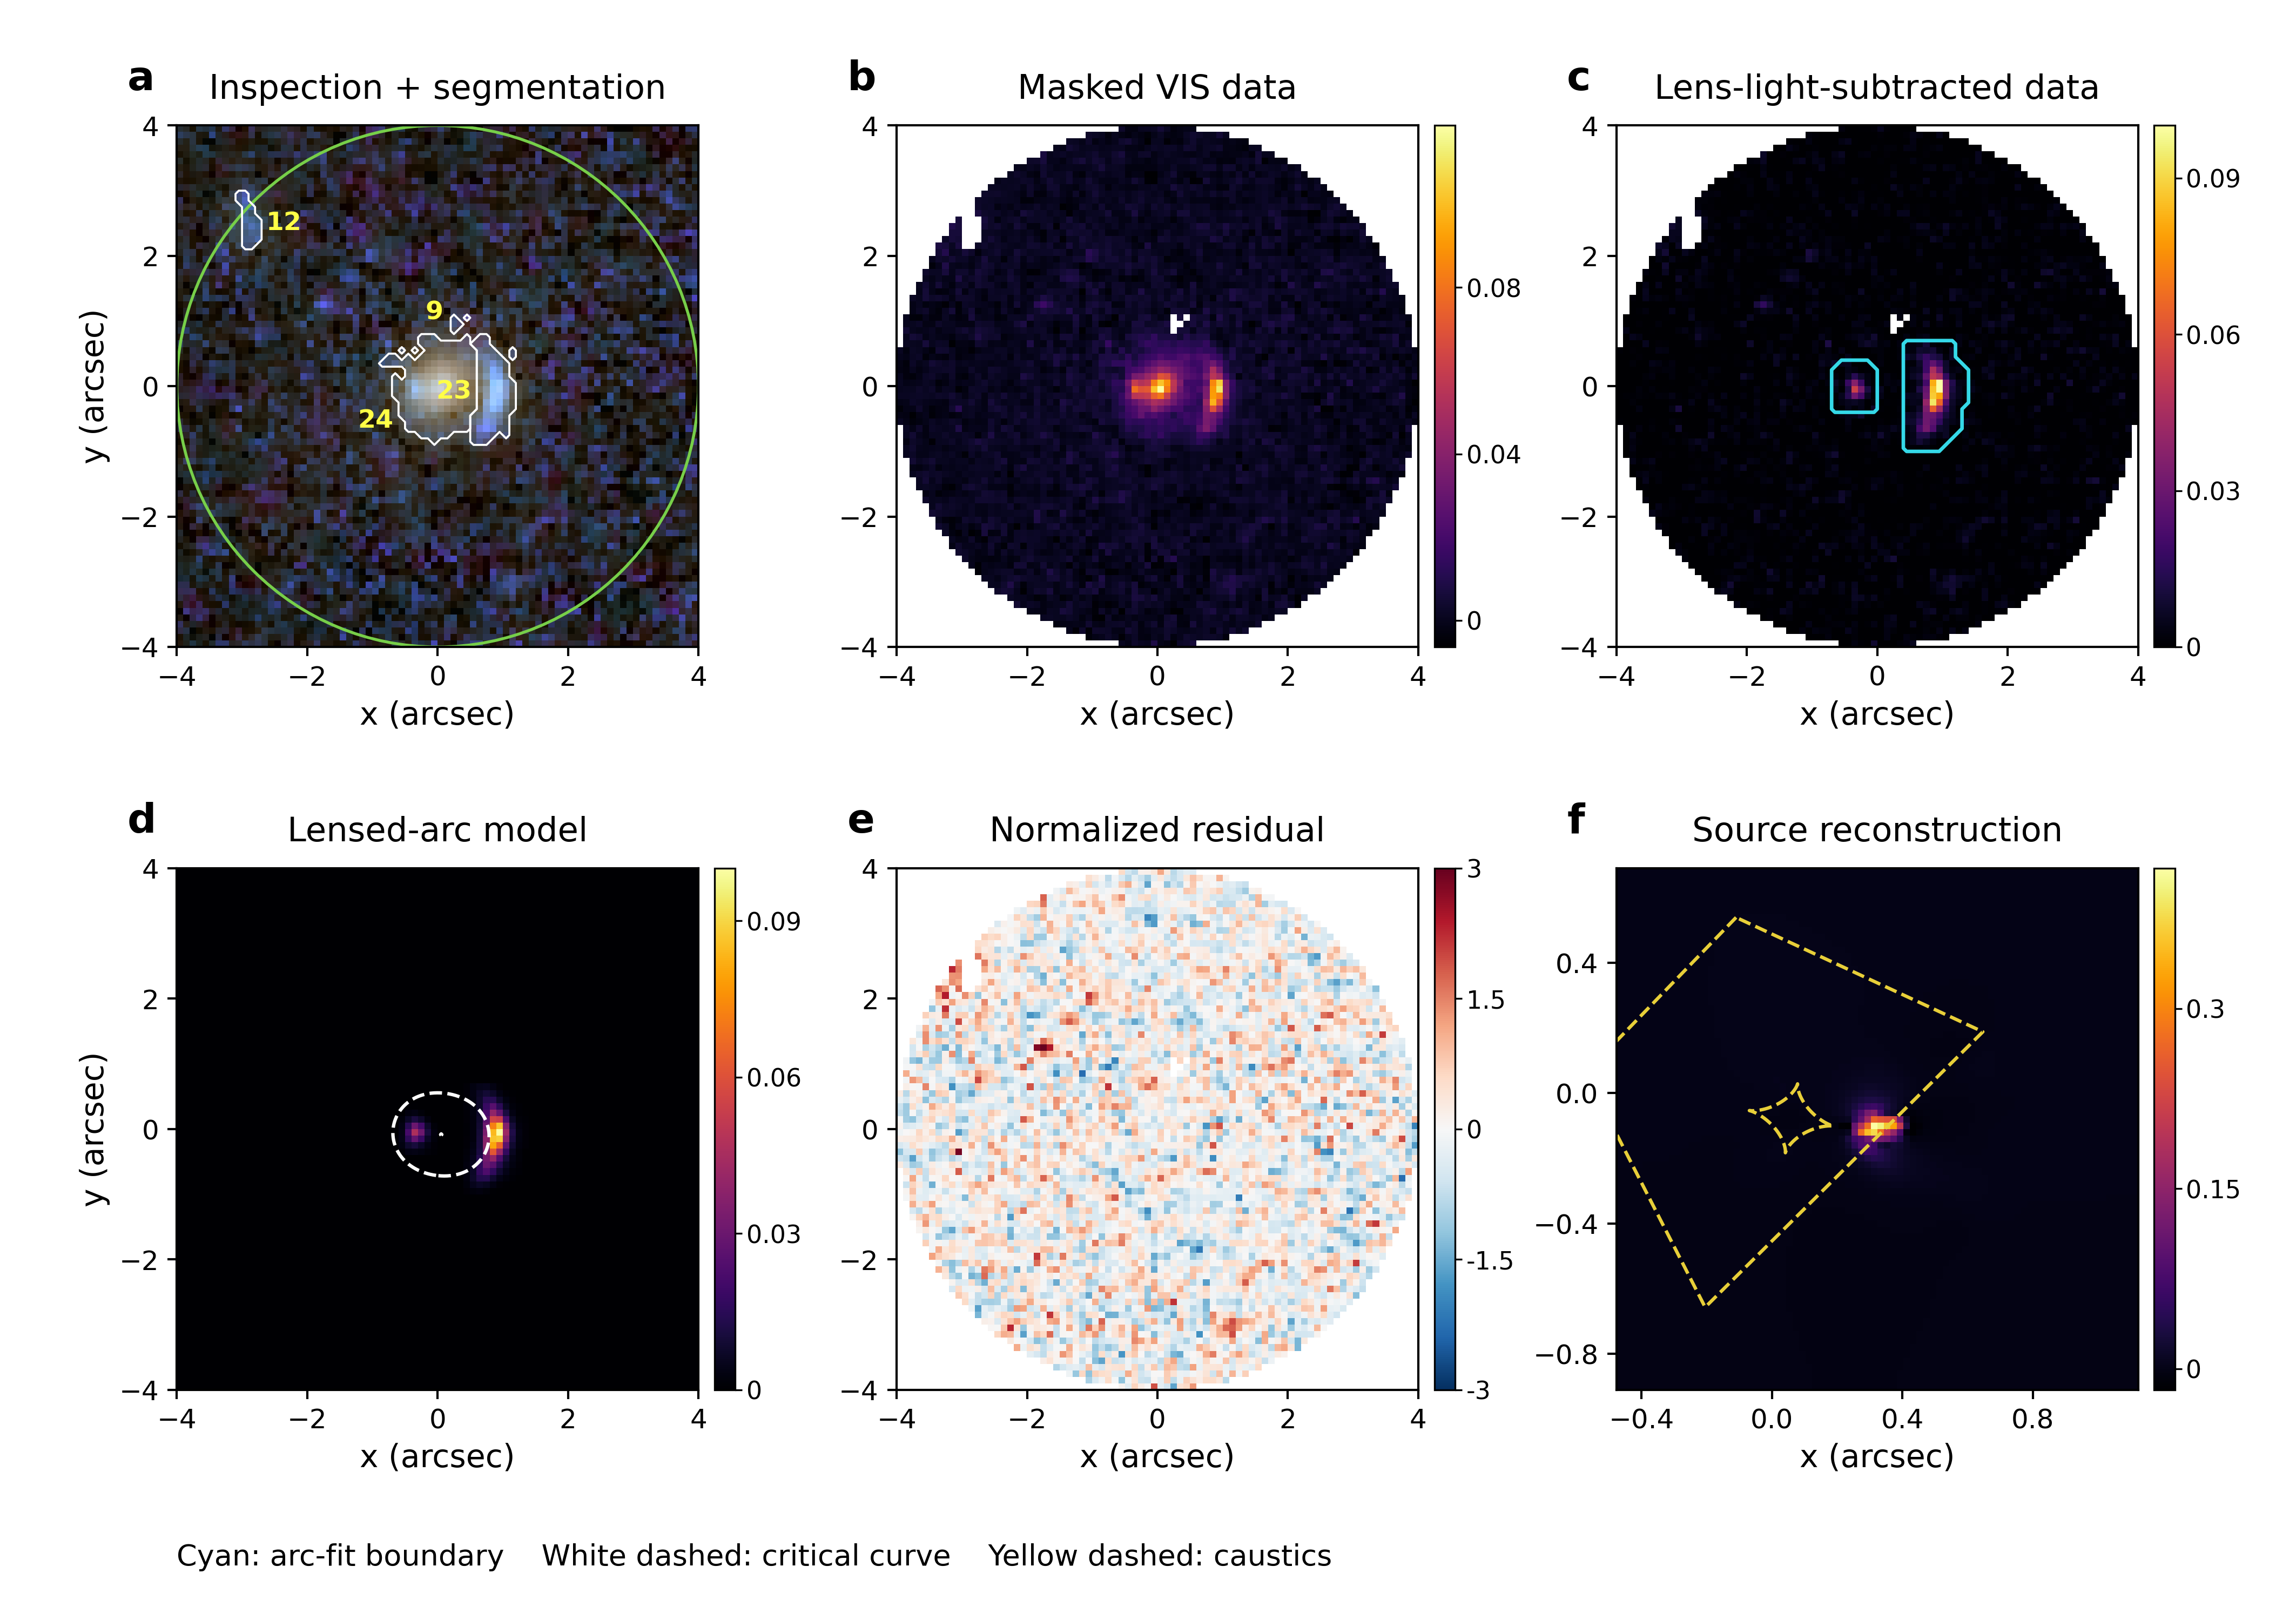 a Inspection + segmentation
b Masked VIS data
c Lens-light-subtracted data
4
2
0
−2
−4
y (arcsec)
12
9
23
24
−4 −2 0 2 4
x (arcsec)
4
2
0
−2
−4
0.08
0.04
0
−4 −2 0 2 4
x (arcsec)
4
2
0
−2
−4
0.09
0.06
0.03
0
−4 −2 0 2 4
x (arcsec)
d Lensed-arc model
e Normalized residual
f Source reconstruction
4
2
0
−2
−4
y (arcsec)
0.09
0.06
0.03
0
−4 −2 0 2 4
x (arcsec)
4
2
0
−2
−4
3
1.5
0
-1.5
-3
−4 −2 0 2 4
x (arcsec)
0.4
0.0
−0.4
−0.8
0.3
0.15
0
−0.4 0.0 0.4 0.8
x (arcsec)
Cyan: arc-fit boundary White dashed: critical curve Yellow dashed: caustics